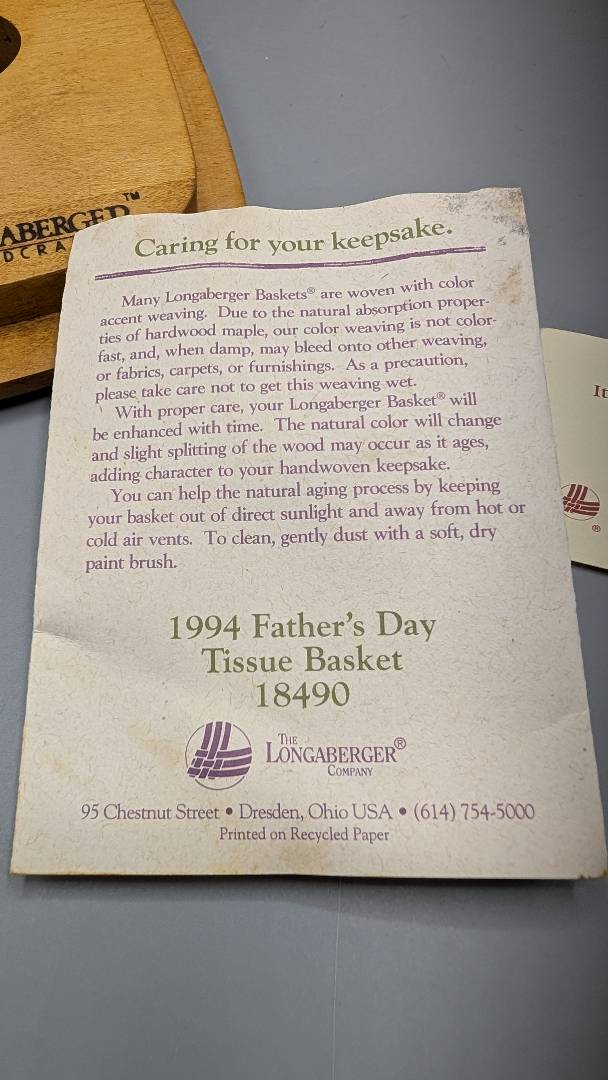 ABERGER™
DCRA
Caring for your keepsake.
Many Longaberger Baskets® are woven with color
accent weaving. Due to the natural absorption proper-
ties of hardwood maple, our color weaving is not color-
fast, and, when damp, may bleed onto other weaving,
or fabrics, carpets, or furnishings. As a precaution,
please take care not to get this weaving wet.
With proper care, your Longaberger Basket® will
be enhanced with time. The natural color will change
and slight splitting of the wood may occur as it ages,
adding character to your handwoven keepsake.
You can help the natural aging process by keeping
your basket out of direct sunlight and away from hot or
cold air vents. To clean, gently dust with a soft, dry
paint brush.
1994 Father's Day
Tissue Basket
18490
THE
LONGABERGER®
COMPANY
95 Chestnut Street • Dresden, Ohio USA • (614) 754-5000
Printed on Recycled Paper
It
®